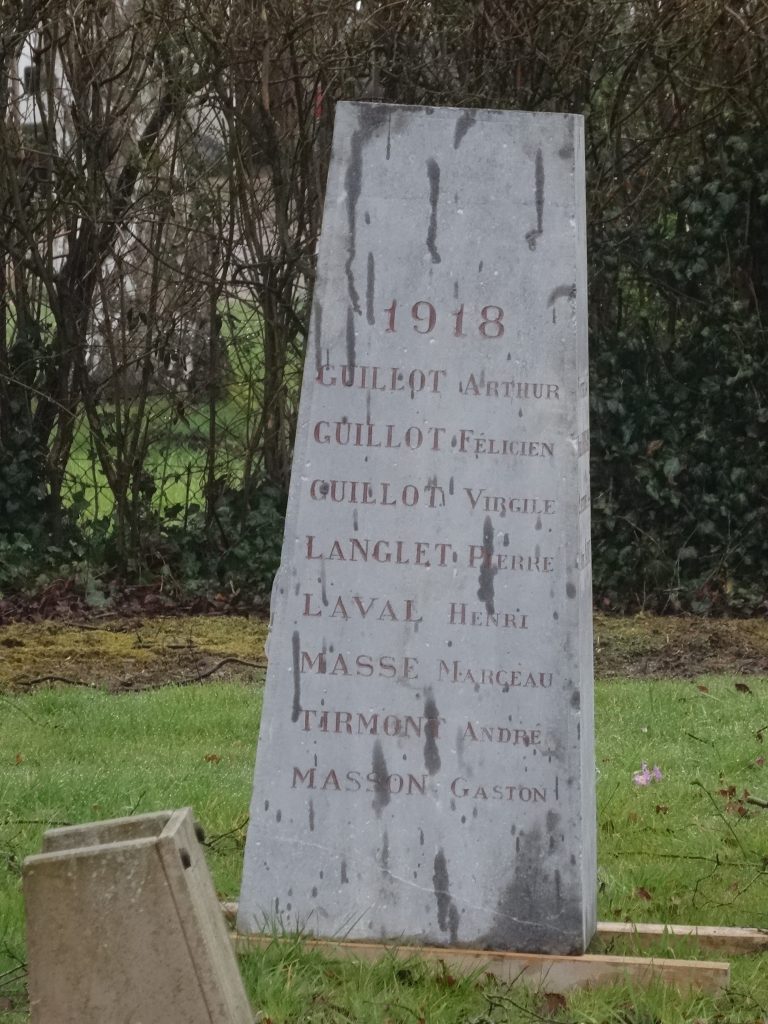 1918
GUILLOT ARTHUR
GUILLOT FÉLICIEN
GUILLOT VIRGILE
LANGLET PIERRE
LAVAL HENRI
MASSE MARCEAU
TIRMONT ANDRÉ
MASSON GASTON